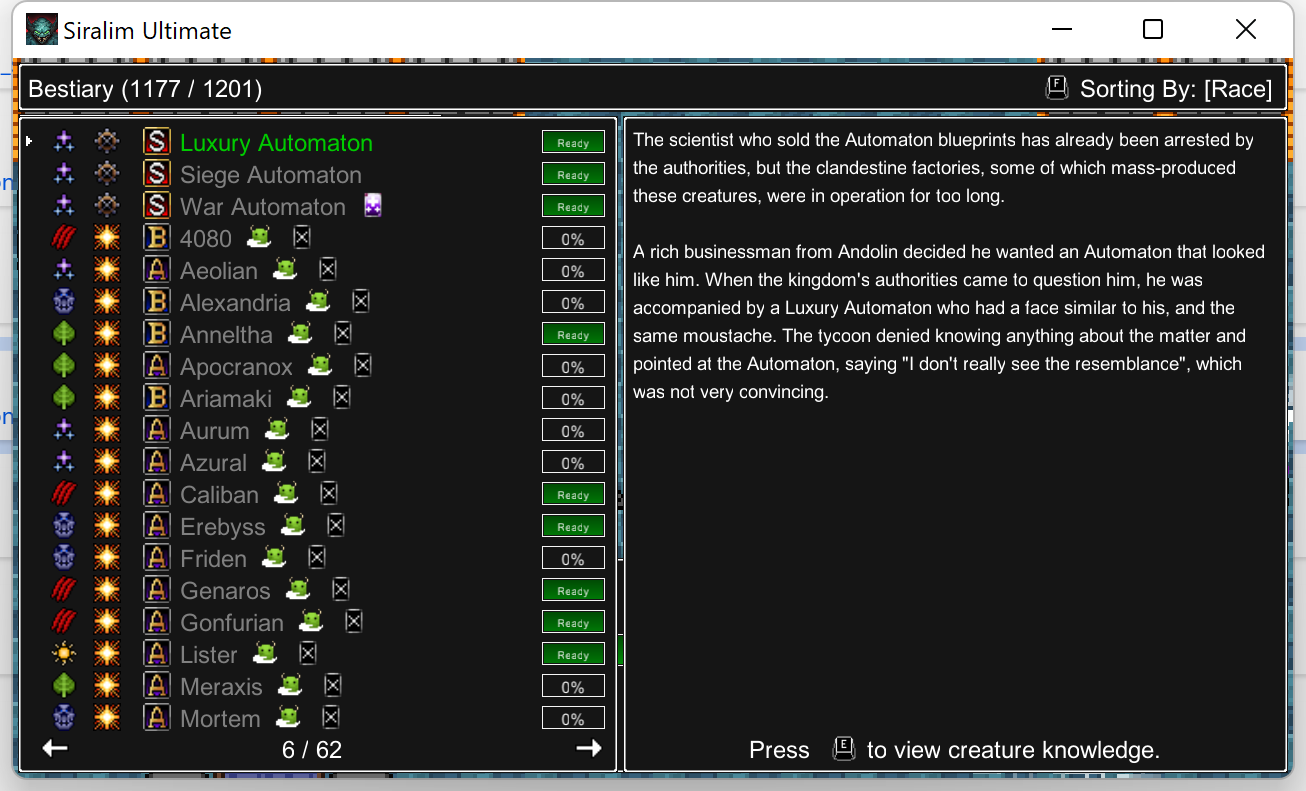 Siralim Ultimate
Bestiary (1177 / 1201)
F Sorting By: [Race]
S Luxury Automaton Ready
S Siege Automaton Ready
S War Automaton Ready
B 4080 0%
A Aeolian 0%
B Alexandria 0%
B Anneltha Ready
A Apocranox 0%
B Ariamaki 0%
A Aurum 0%
A Azural 0%
A Caliban Ready
A Erebyss Ready
A Friden 0%
A Genaros Ready
A Gonfurian Ready
A Lister Ready
A Meraxis 0%
A Mortem 0%
6 / 62
The scientist who sold the Automaton blueprints has already been arrested by
the authorities, but the clandestine factories, some of which mass-produced
these creatures, were in operation for too long.
A rich businessman from Andolin decided he wanted an Automaton that looked
like him. When the kingdom's authorities came to question him, he was
accompanied by a Luxury Automaton who had a face similar to his, and the
same moustache. The tycoon denied knowing anything about the matter and
pointed at the Automaton, saying "I don't really see the resemblance", which
was not very convincing.
Press E to view creature knowledge.